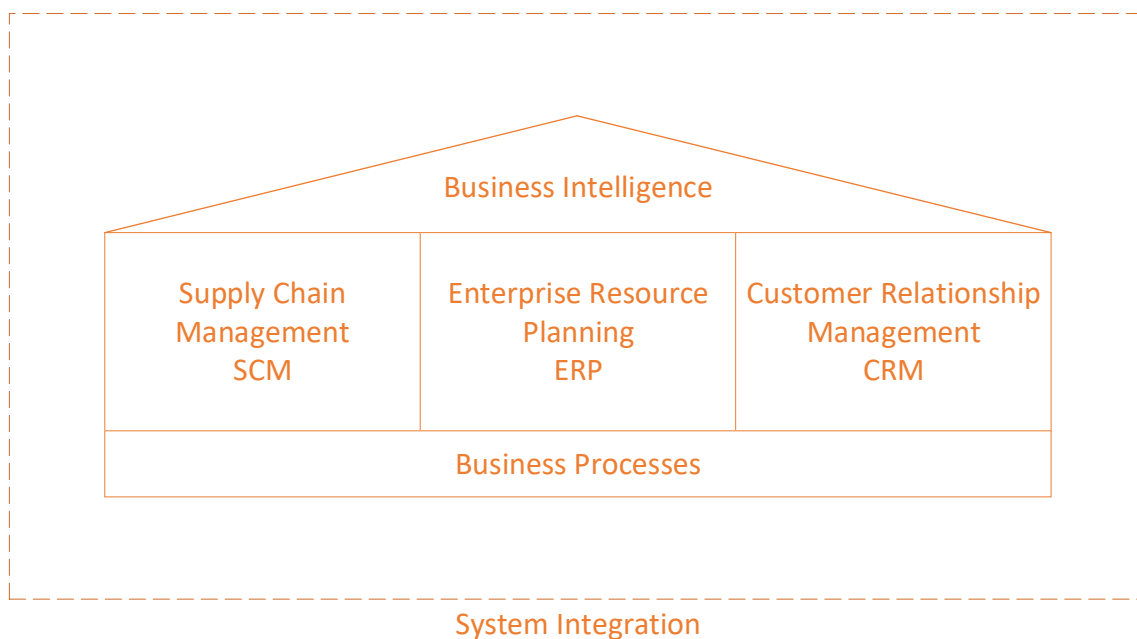 Business Intelligence
Supply Chain
Management
SCM
Enterprise Resource
Planning
ERP
Customer Relationship
Management
CRM
Business Processes
System Integration